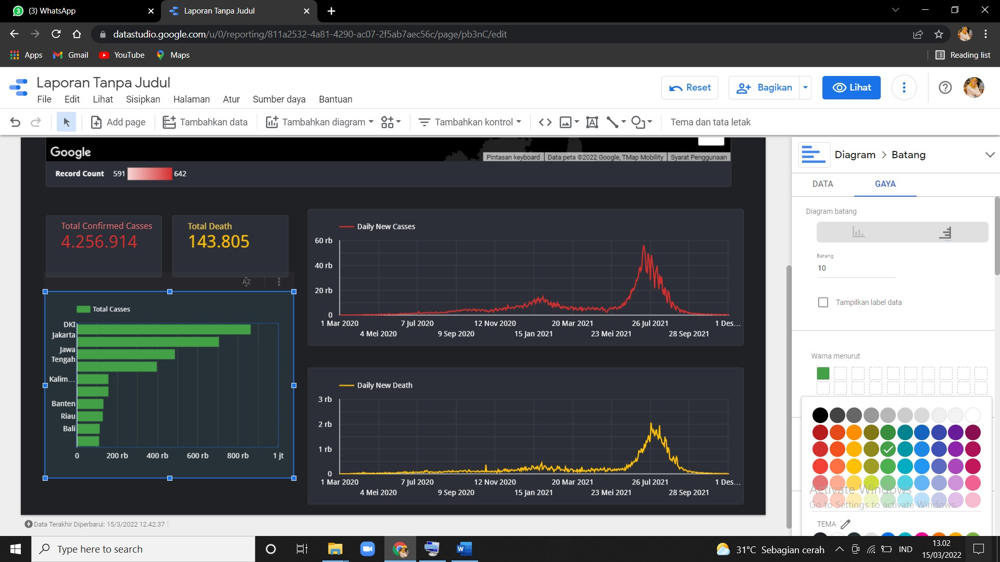 3 (3) WhatsApp
Laporan Tanpa Judul
datastudio.google.com/u/0/reporting/811a2532-4a81-4290-ac07-2f5ab7aec56c/page/pb3nC/edit
Apps Gmail YouTube Maps Reading list
Laporan Tanpa Judul
File Edit Lihat Sisipkan Halaman Atur Sumber daya Bantuan
Reset Bagikan Lihat
Add page Tambahkan data Tambahkan diagram Tambahkan kontrol Tema dan tata letak
Google
Pintasan keyboard Data peta ©2022 Google, TMap Mobility Syarat Penggunaan
Record Count 591 642
Total Confirmed Casses
4.256.914
Total Death
143.805
AZ
Total Casses
DKI
Jakarta
Jawa
Tengah
Kalim...
Banten
Riau
Bali
0 200 rb 400 rb 600 rb 800 rb 1 jt
Daily New Casses
60 rb
40 rb
20 rb
0
1 Mar 2020 7 Jul 2020 12 Nov 2020 20 Mar 2021 26 Jul 2021 1 Des...
4 Mei 2020 9 Sep 2020 15 Jan 2021 23 Mei 2021 28 Sep 2021
Daily New Death
3 rb
2 rb
1 rb
0
1 Mar 2020 7 Jul 2020 12 Nov 2020 20 Mar 2021 26 Jul 2021 1 Des...
4 Mei 2020 9 Sep 2020 15 Jan 2021 23 Mei 2021 28 Sep 2021
Data Terakhir Diperbarui: 15/3/2022 12.42.37
Diagram > Batang
DATA GAYA
Diagram batang
Batang
10
Tampilkan label data
Warna menurut
Activate Windows
Go to Settings to activate Windows.
TEMA
Type here to search
W
31°C Sebagian cerah
IND
13.02
15/03/2022